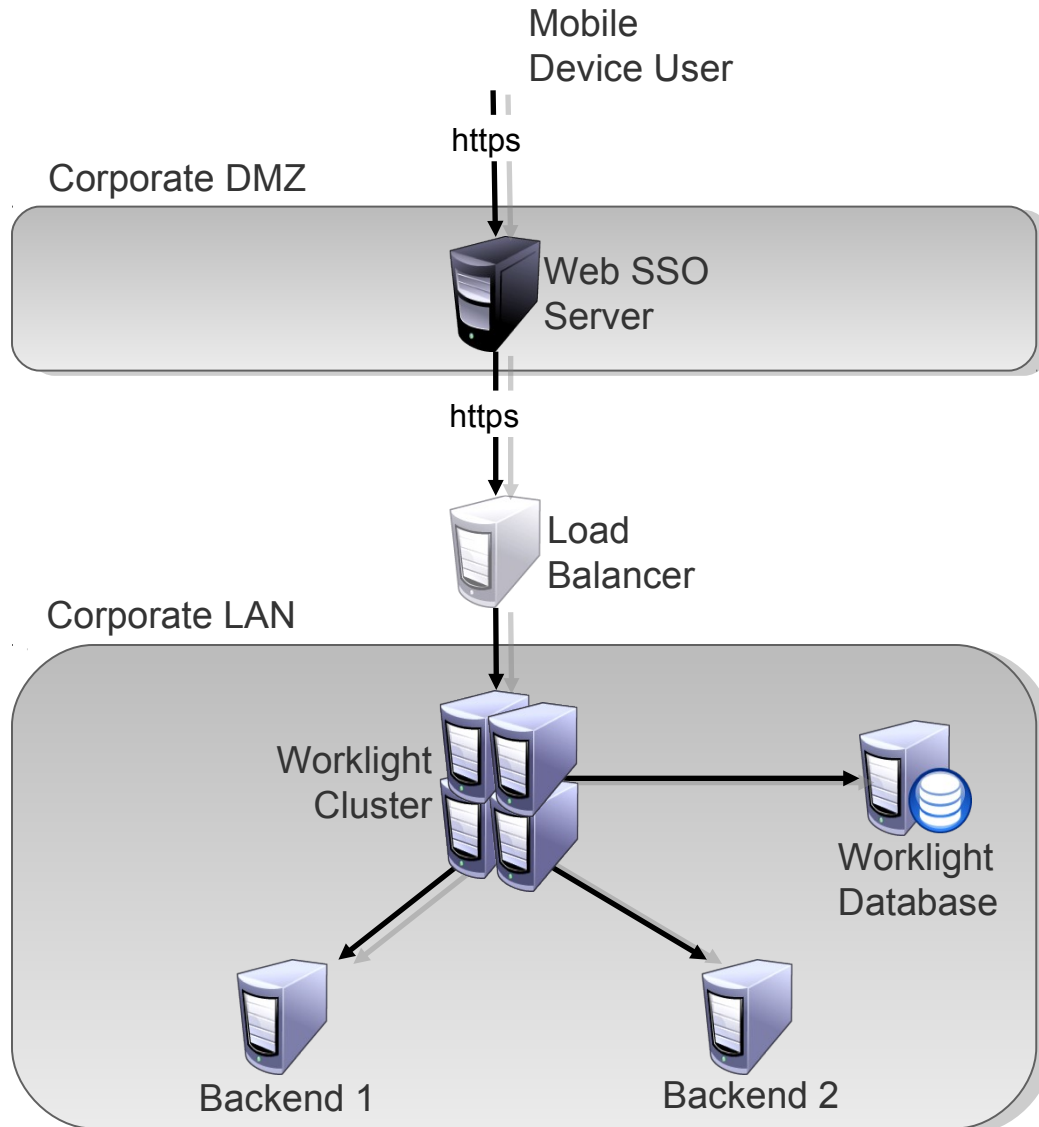 Mobile
Device User
https
Corporate DMZ
Web SSO
Server
https
Load
Balancer
Corporate LAN
Worklight
Cluster
Worklight
Database
Backend 1
Backend 2